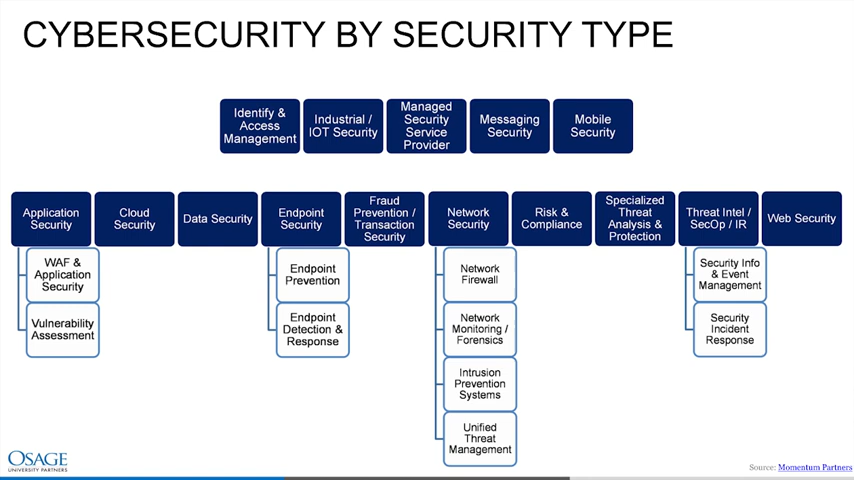 CYBERSECURITY BY SECURITY TYPE
Identify &
Access
Management
Industrial /
IOT Security
Managed
Security
Service
Provider
Messaging
Security
Mobile
Security
Application
Security
Cloud
Security
Data Security
Endpoint
Security
Fraud
Prevention /
Transaction
Security
Network
Security
Risk &
Compliance
Specialized
Threat
Analysis &
Protection
Threat Intel /
SecOp / IR
Web Security
WAF &
Application
Security
Vulnerability
Assessment
Endpoint
Prevention
Endpoint
Detection &
Response
Network
Firewall
Network
Monitoring /
Forensics
Intrusion
Prevention
Systems
Unified
Threat
Management
Security Info
& Event
Management
Security
Incident
Response
OSAGE
UNIVERSITY PARTNERS
Source: Momentum Partners